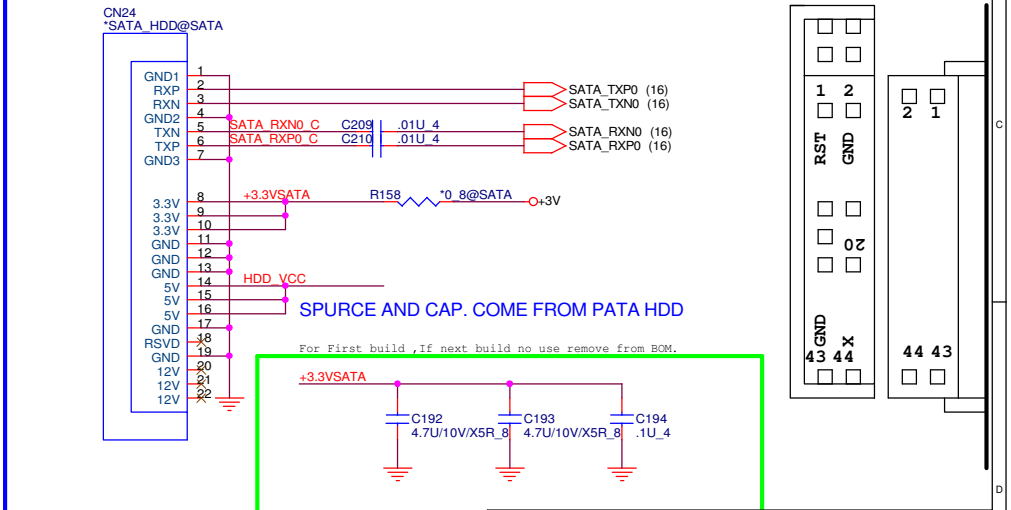 CN24
*SATA_HDD@SATA
GND1 1
RXP 2 SATA_TXP0 (16)
RXN 3 SATA_TXN0 (16)
GND2 4
TXN 5 SATA_RXN0_C C209 .01U_4 SATA_RXN0 (16)
TXP 6 SATA_RXP0_C C210 .01U_4 SATA_RXP0 (16)
GND3 7
3.3V 8 +3.3VSATA R158 *0_8@SATA +3V
3.3V 9
3.3V 10
GND 11
GND 12
GND 13
5V 14 HDD_VCC
5V 15
5V 16
GND 17
RSVD 18
GND 19
12V 20
12V 21
12V 22
SPURCE AND CAP. COME FROM PATA HDD
For First build ,If next build no use remove from BOM.
+3.3VSATA
C192
4.7U/10V/X5R_8
C193
4.7U/10V/X5R_8
C194
.1U_4
1 2
RST GND
20
GND X
43 44
2 1
44 43
C
D